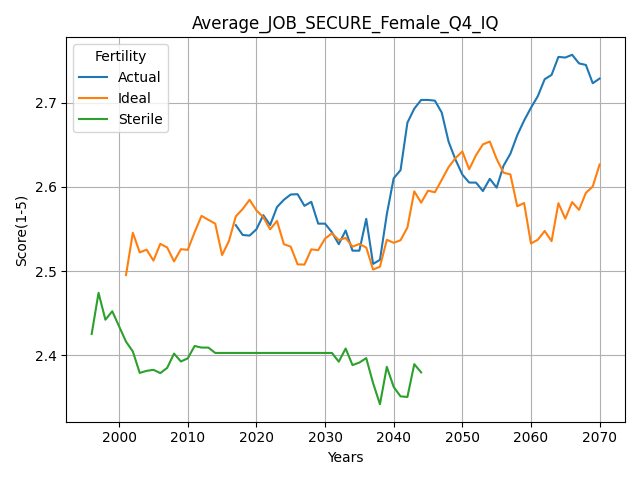 Average_JOB_SECURE_Female_Q4_IQ
Fertility
Actual
Ideal
Sterile
Score(1-5)
2.7
2.6
2.5
2.4
2000
2010
2020
2030
2040
2050
2060
2070
Years